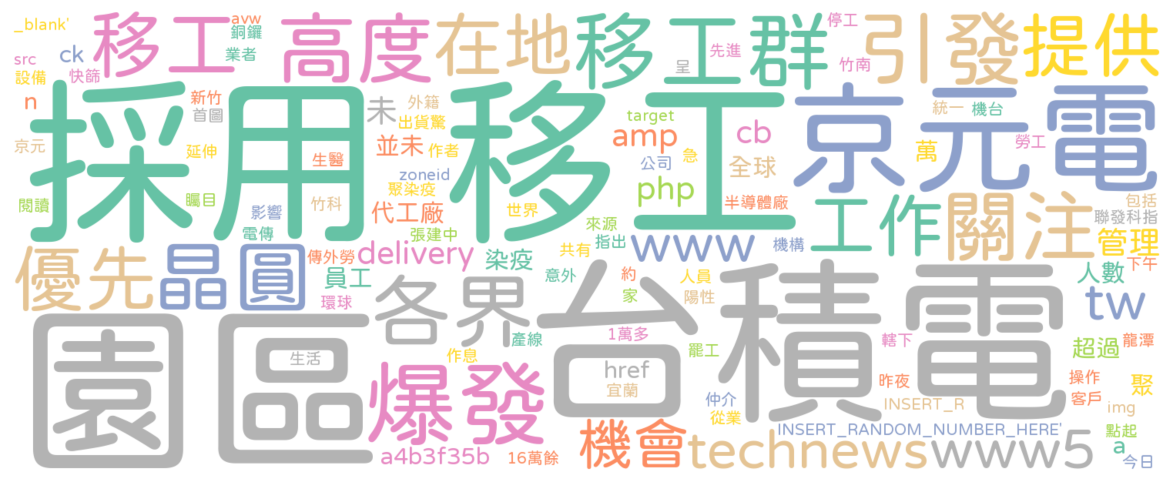 _blank'
移工
avw
銅鑼
高度
在地
移工群
先進
停工
引發
提供
src
ck
業者
設備
快篩
呈
竹南
n
新竹
首圖
採用移工
未
外籍
出貨驚
target
amp
cb
京元電
統一
機台
勞工
萬
京元
延伸
生醫
並未
作者
公司
急
全球
zoneid
聚染疫
php
半導體廠
閱讀
矚目
影響
竹科
代工廠
世界
來源
工作
關注
包括
聯發科指
電傳
張建中
指出
www
機構
管理
優先
晶圓
傳外勞
delivery
染疫
共有
意外
下午
員工
環球
約
人員
人數
各界
家
陽性
tw
園區
台積電
1萬多
產線
轄下
龍潭
生活
作息
罷工
超過
爆發
href
宜蘭
昨夜
操作
聚
仲介
客戶
從業
INSERT_R
img
機會
INSERT_RANDOM_NUMBER_HERE'
點起
a4b3f35b
16萬餘
technews
www5
a
今日